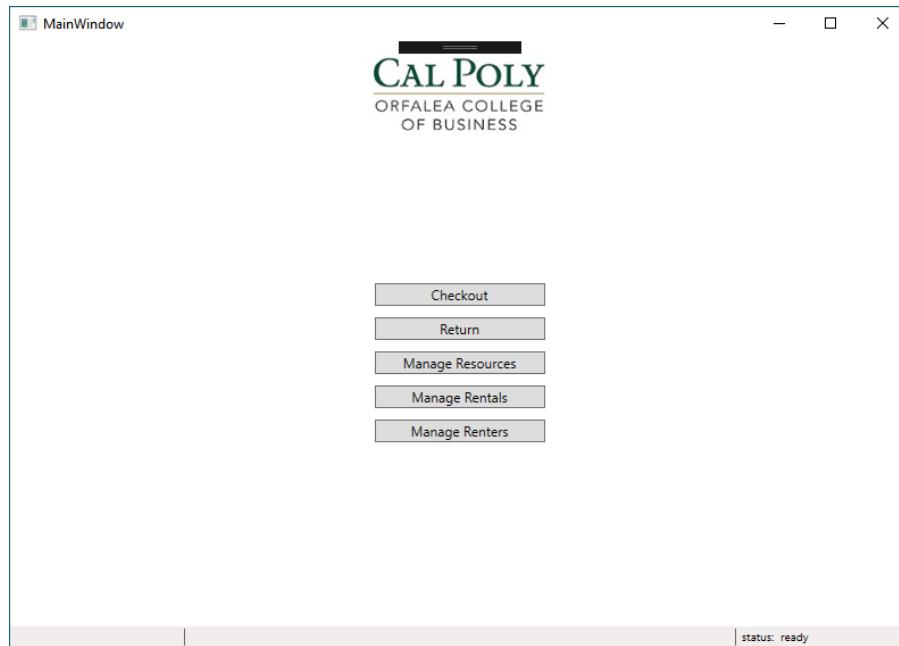 MainWindow
CAL POLY
ORFALEA COLLEGE
OF BUSINESS
Checkout
Return
Manage Resources
Manage Rentals
Manage Renters
status: ready